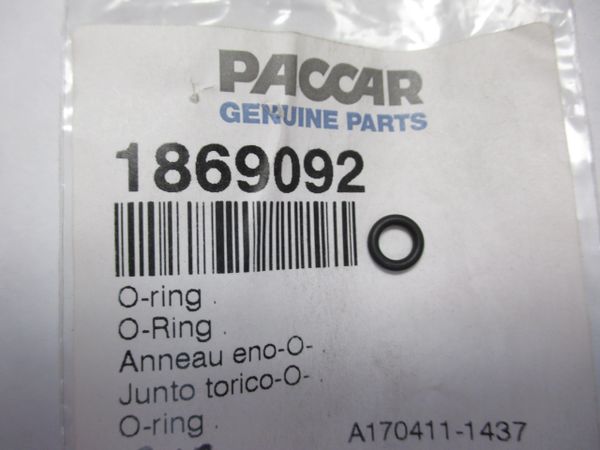 PACCAR
GENUINE PARTS
1869092
O-ring .
O-Ring .
Anneau eno-O- .
Junto torico-O- .
O-ring .
A170411-1437